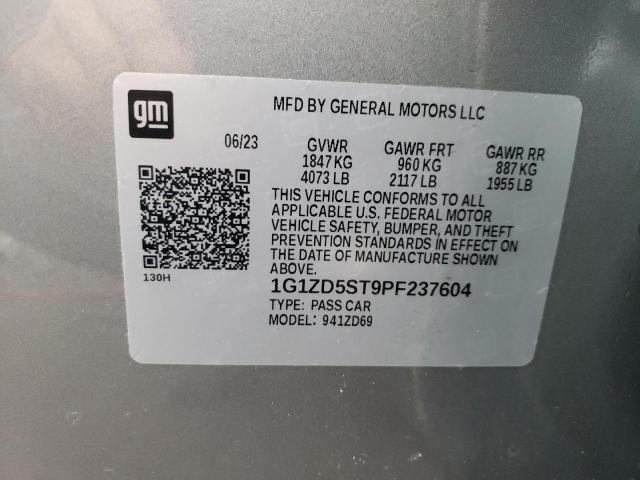 gm
MFD BY GENERAL MOTORS LLC
06/23 GVWR GAWR FRT GAWR RR
1847 KG 960 KG 887 KG
4073 LB 2117 LB 1955 LB
THIS VEHICLE CONFORMS TO ALL
APPLICABLE U.S. FEDERAL MOTOR
VEHICLE SAFETY, BUMPER, AND THEFT
PREVENTION STANDARDS IN EFFECT ON
THE DATE OF MANUFACTURE SHOWN
ABOVE.
130H
1G1ZD5ST9PF237604
TYPE: PASS CAR
MODEL: 941ZD69